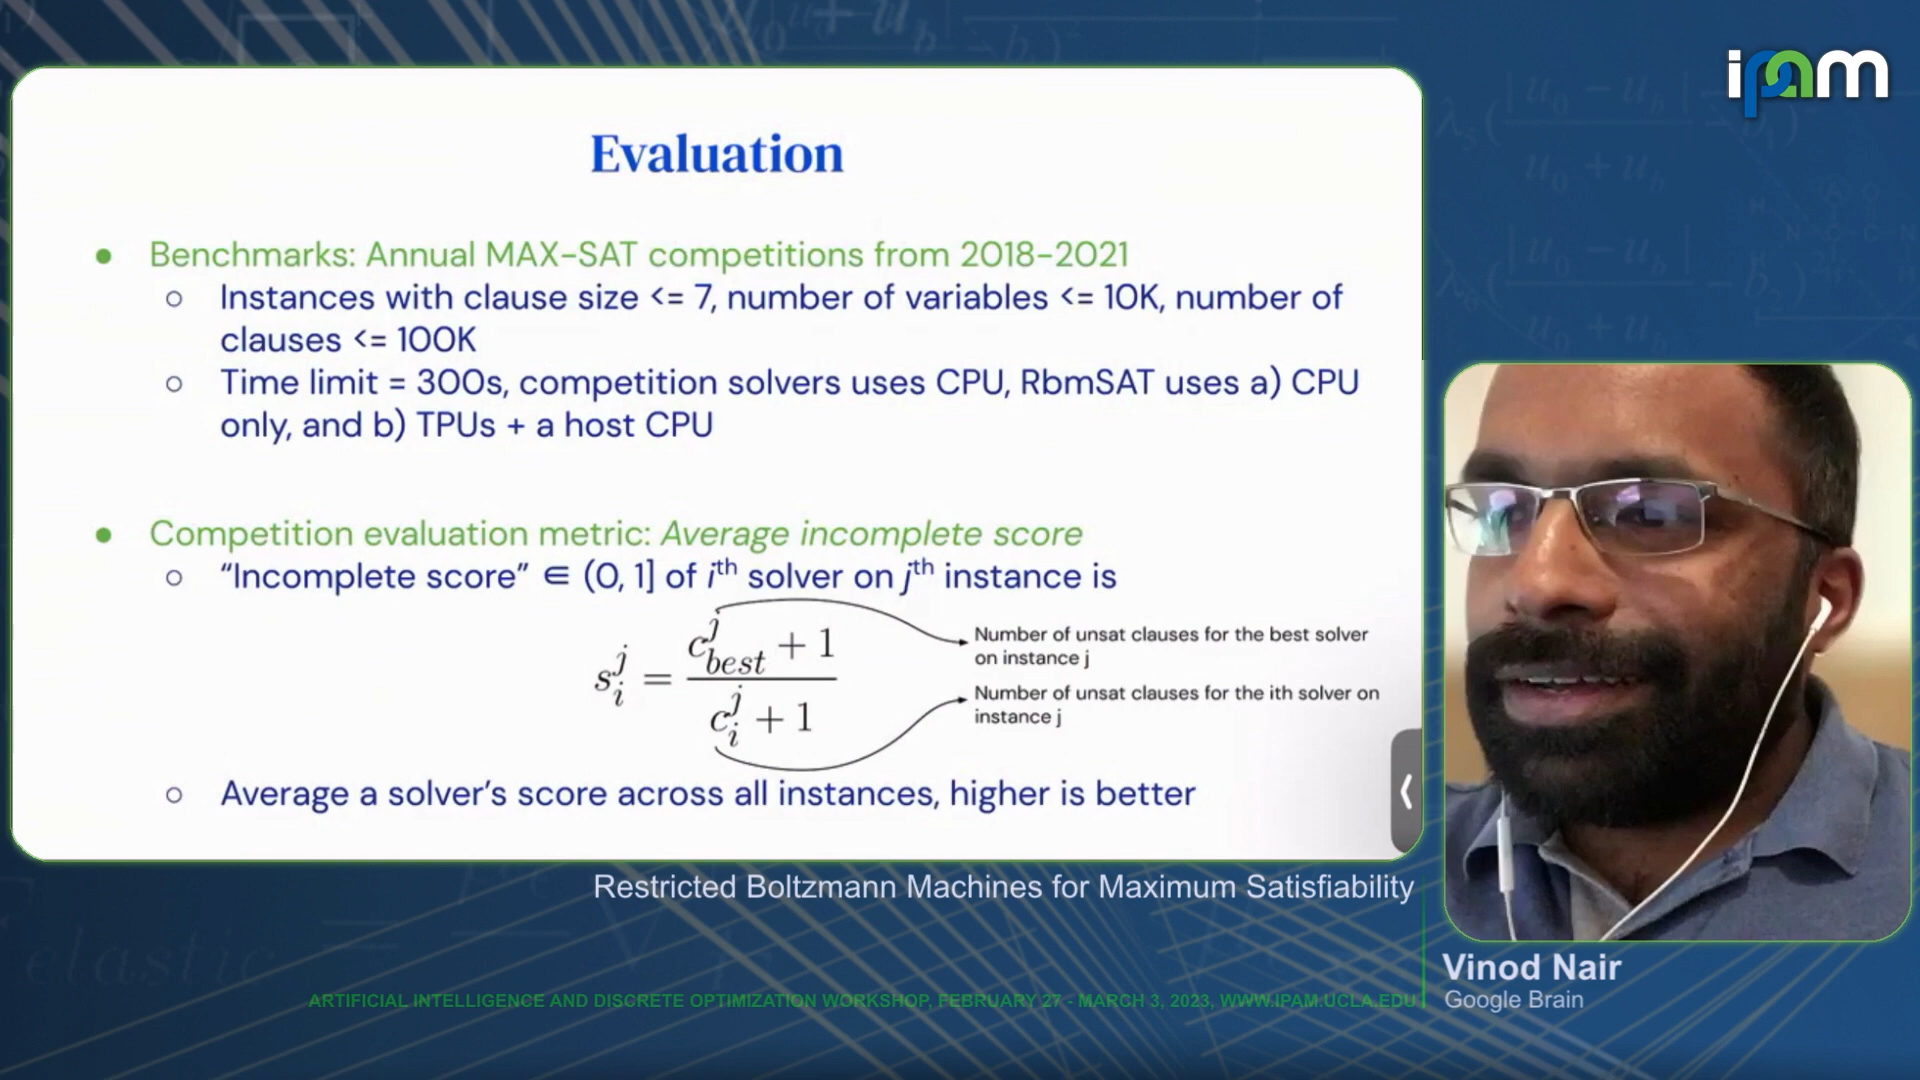 ipam
Evaluation
● Benchmarks: Annual MAX-SAT competitions from 2018-2021
○ Instances with clause size <= 7, number of variables <= 10K, number of
clauses <= 100K
○ Time limit = 300s, competition solvers uses CPU, RbmSAT uses a) CPU
only, and b) TPUs + a host CPU
● Competition evaluation metric: Average incomplete score
○ “Incomplete score” ∈ (0, 1] of i^th solver on j^th instance is
s_i^j = (c_best^j + 1) / (c_i^j + 1)
Number of unsat clauses for the best solver
on instance j
Number of unsat clauses for the ith solver on
instance j
○ Average a solver’s score across all instances, higher is better
Restricted Boltzmann Machines for Maximum Satisfiability
Vinod Nair
Google Brain
ARTIFICIAL INTELLIGENCE AND DISCRETE OPTIMIZATION WORKSHOP, FEBRUARY 27 - MARCH 3, 2023, WWW.IPAM.UCLA.EDU
elastic